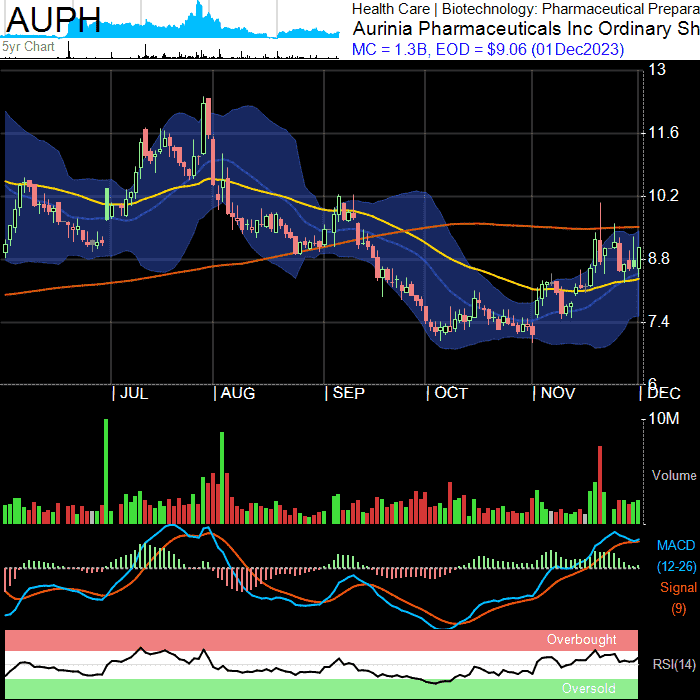 AUPH
5yr Chart
Health Care | Biotechnology: Pharmaceutical Prepara
Aurinia Pharmaceuticals Inc Ordinary Sh
MC = 1.3B, EOD = $9.06 (01Dec2023)
13
11.6
10.2
8.8
7.4
6
| JUL | AUG | SEP | OCT | NOV | DEC
10M
Volume
MACD
(12-26)
Signal
(9)
Overbought
RSI(14)
Oversold